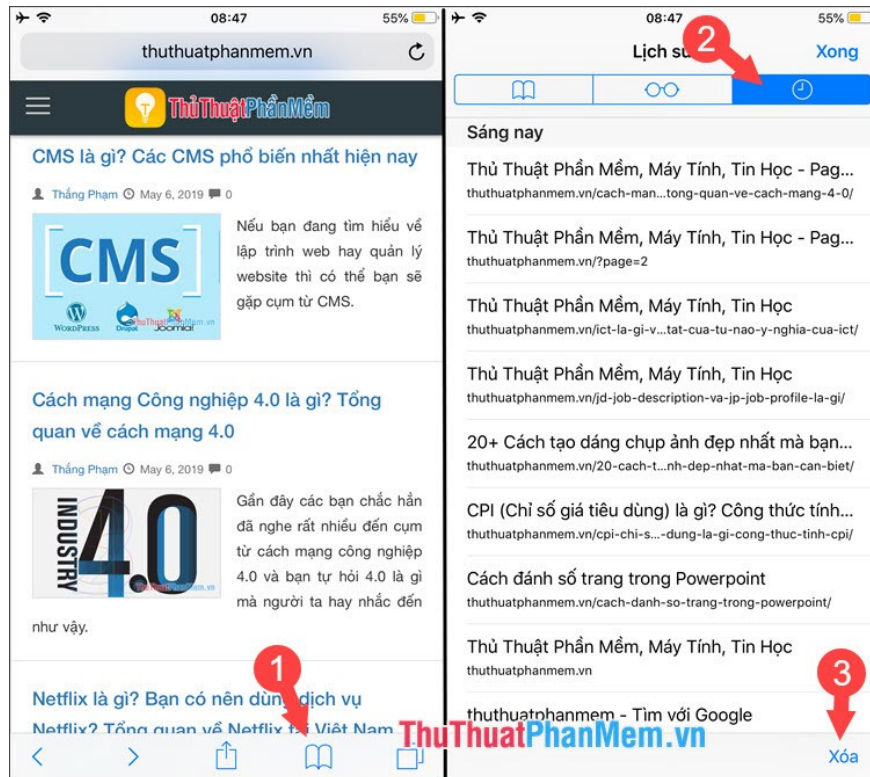 08:47
55%
thuthuatphanmem.vn
ThủThuậtPhầnMềm
CMS là gì? Các CMS phổ biến nhất hiện nay
Thắng Phạm May 6, 2019 0
CMS
WORDPRESS Drupal Joomla!
ThuThuatPhanMem.vn
Nếu bạn đang tìm hiểu về
lập trình web hay quản lý
website thì có thể bạn sẽ
gặp cụm từ CMS.
Cách mạng Công nghiệp 4.0 là gì? Tổng
quan về cách mạng 4.0
Thắng Phạm May 6, 2019 0
INDUSTRY
4.0
ThuThuatPhanMem.vn
Gần đây các bạn chắc hẳn
đã nghe rất nhiều đến cụm
từ cách mạng công nghiệp
4.0 và bạn tự hỏi 4.0 là gì
mà người ta hay nhắc đến
như vậy.
1
Netflix là gì? Bạn có nên dùng dịch vụ
Netflix? Tổng quan về Netflix tại Việt Nam
08:47
55%
2
Lịch sử
Xong
Sáng nay
Thủ Thuật Phần Mềm, Máy Tính, Tin Học - Pag...
thuthuatphanmem.vn/cach-man...tong-quan-ve-cach-mang-4-0/
Thủ Thuật Phần Mềm, Máy Tính, Tin Học - Pag...
thuthuatphanmem.vn/?page=2
Thủ Thuật Phần Mềm, Máy Tính, Tin Học
thuthuatphanmem.vn/ict-la-gi-v...tat-cua-tu-nao-y-nghia-cua-ict/
Thủ Thuật Phần Mềm, Máy Tính, Tin Học
thuthuatphanmem.vn/jd-job-description-va-jp-job-profile-la-gi/
20+ Cách tạo dáng chụp ảnh đẹp nhất mà bạn...
thuthuatphanmem.vn/20-cach-t...nh-dep-nhat-ma-ban-can-biet/
CPI (Chỉ số giá tiêu dùng) là gì? Công thức tính...
thuthuatphanmem.vn/cpi-chi-s...-dung-la-gi-cong-thuc-tinh-cpi/
Cách đánh số trang trong Powerpoint
thuthuatphanmem.vn/cach-danh-so-trang-trong-powerpoint/
Thủ Thuật Phần Mềm, Máy Tính, Tin Học
thuthuatphanmem.vn
thuthuatphanmem - Tìm với Google
3
Xóa
ThuThuatPhanMem.vn